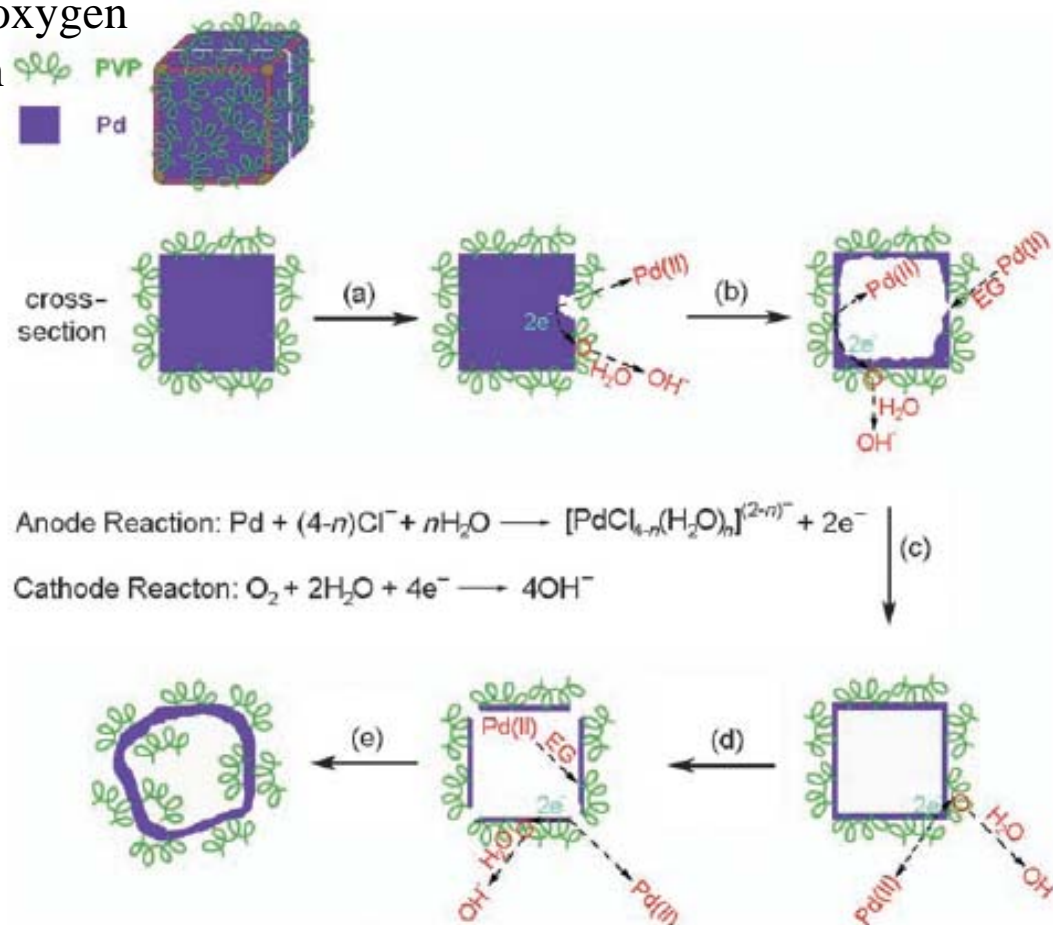 oxygen
PVP
Pd
cross-
section
(a)
Pd(II)
2e⁻
H₂O
OH⁻
(b)
Pd(II)
Pd(II)
EG
2e⁻
H₂O
OH⁻
Anode Reaction: Pd + (4-n)Cl⁻ + nH₂O ⟶ [PdCl₄₋ₙ(H₂O)ₙ]⁽²⁻ⁿ⁾⁻ + 2e⁻
(c)
Cathode Reacton: O₂ + 2H₂O + 4e⁻ ⟶ 4OH⁻
(e)
Pd(II)
EG
2e⁻
H₂O
OH⁻
Pd(II)
(d)
2e
H₂O
OH
Pd(II)